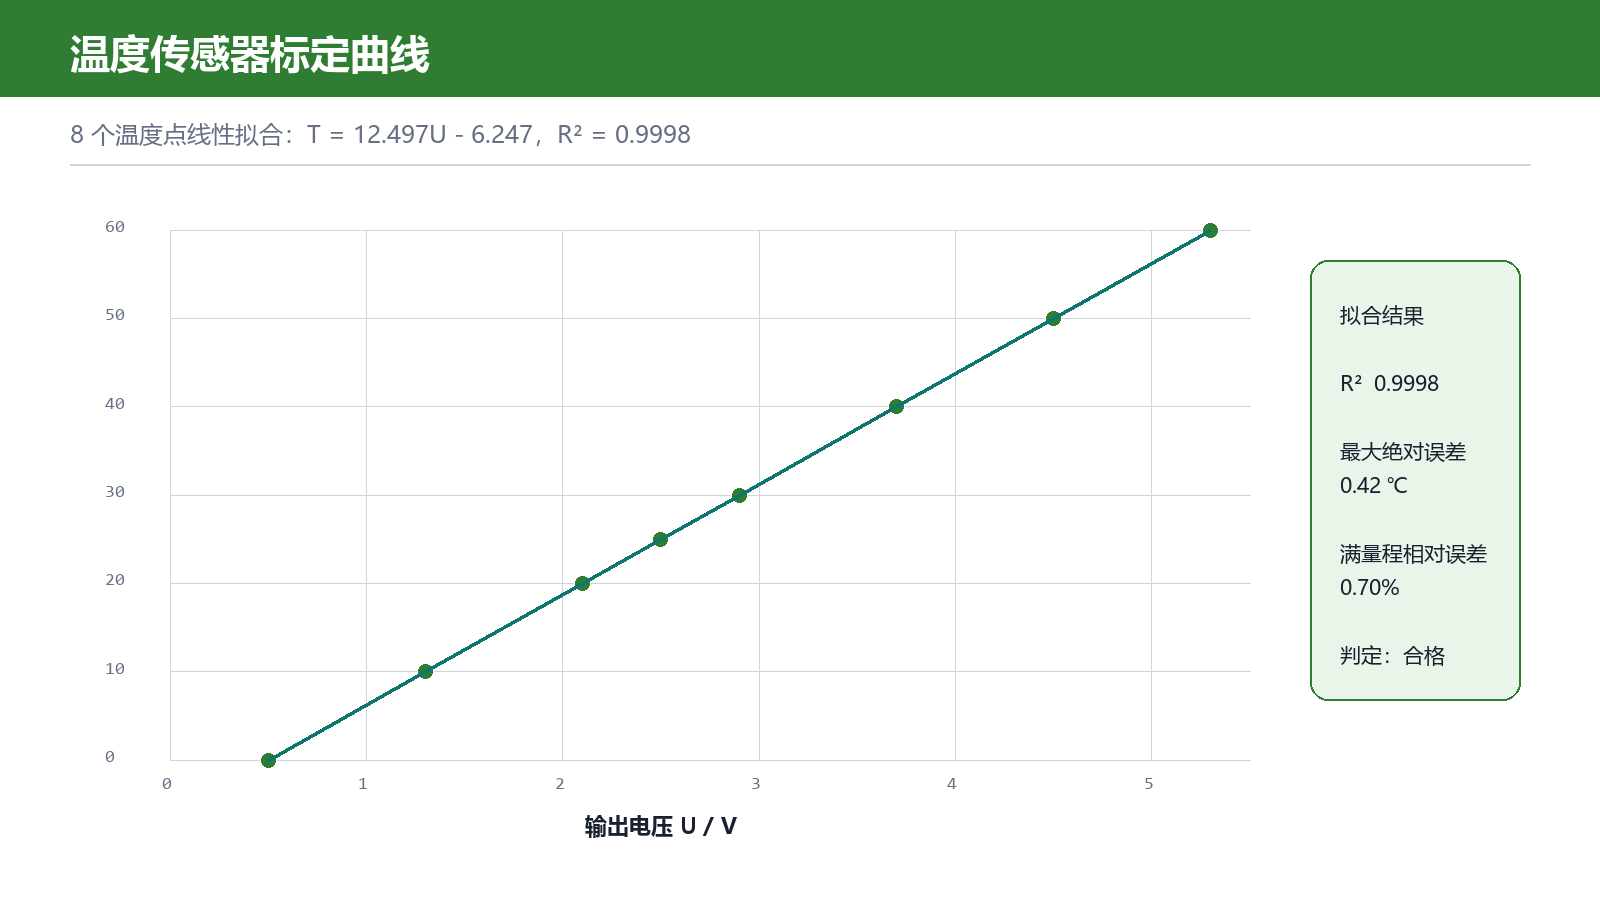 温度传感器标定曲线
8 个温度点线性拟合：T = 12.497U - 6.247，R² = 0.9998
60
50
40
30
20
10
0
0 1 2 3 4 5
输出电压 U / V
拟合结果
R² 0.9998
最大绝对误差
0.42 ℃
满量程相对误差
0.70%
判定：合格